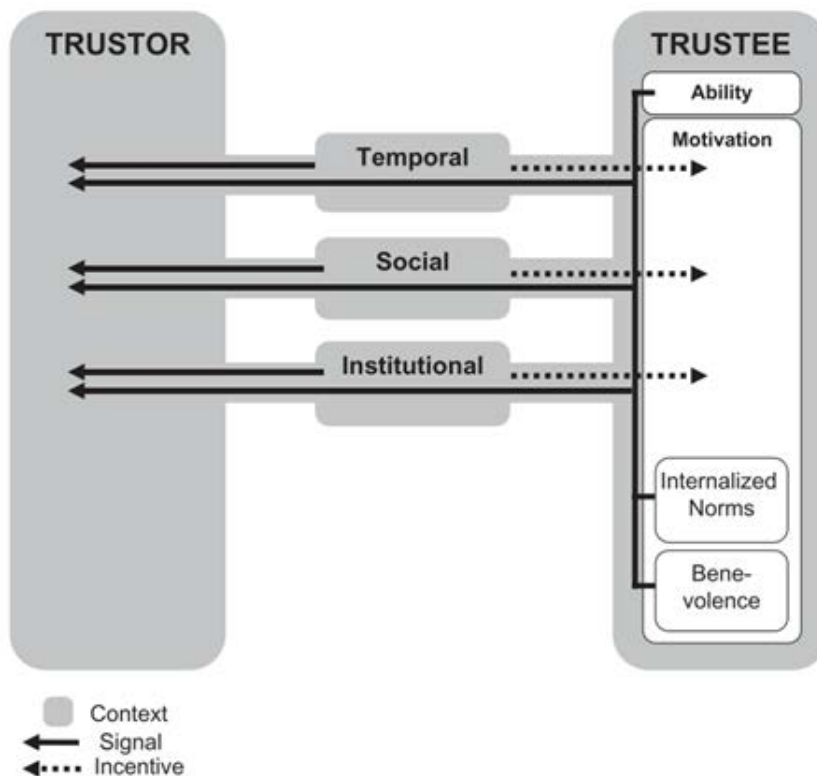 TRUSTOR
TRUSTEE
Ability
Motivation
Temporal
Social
Institutional
Internalized
Norms
Bene-
volence
Context
Signal
Incentive